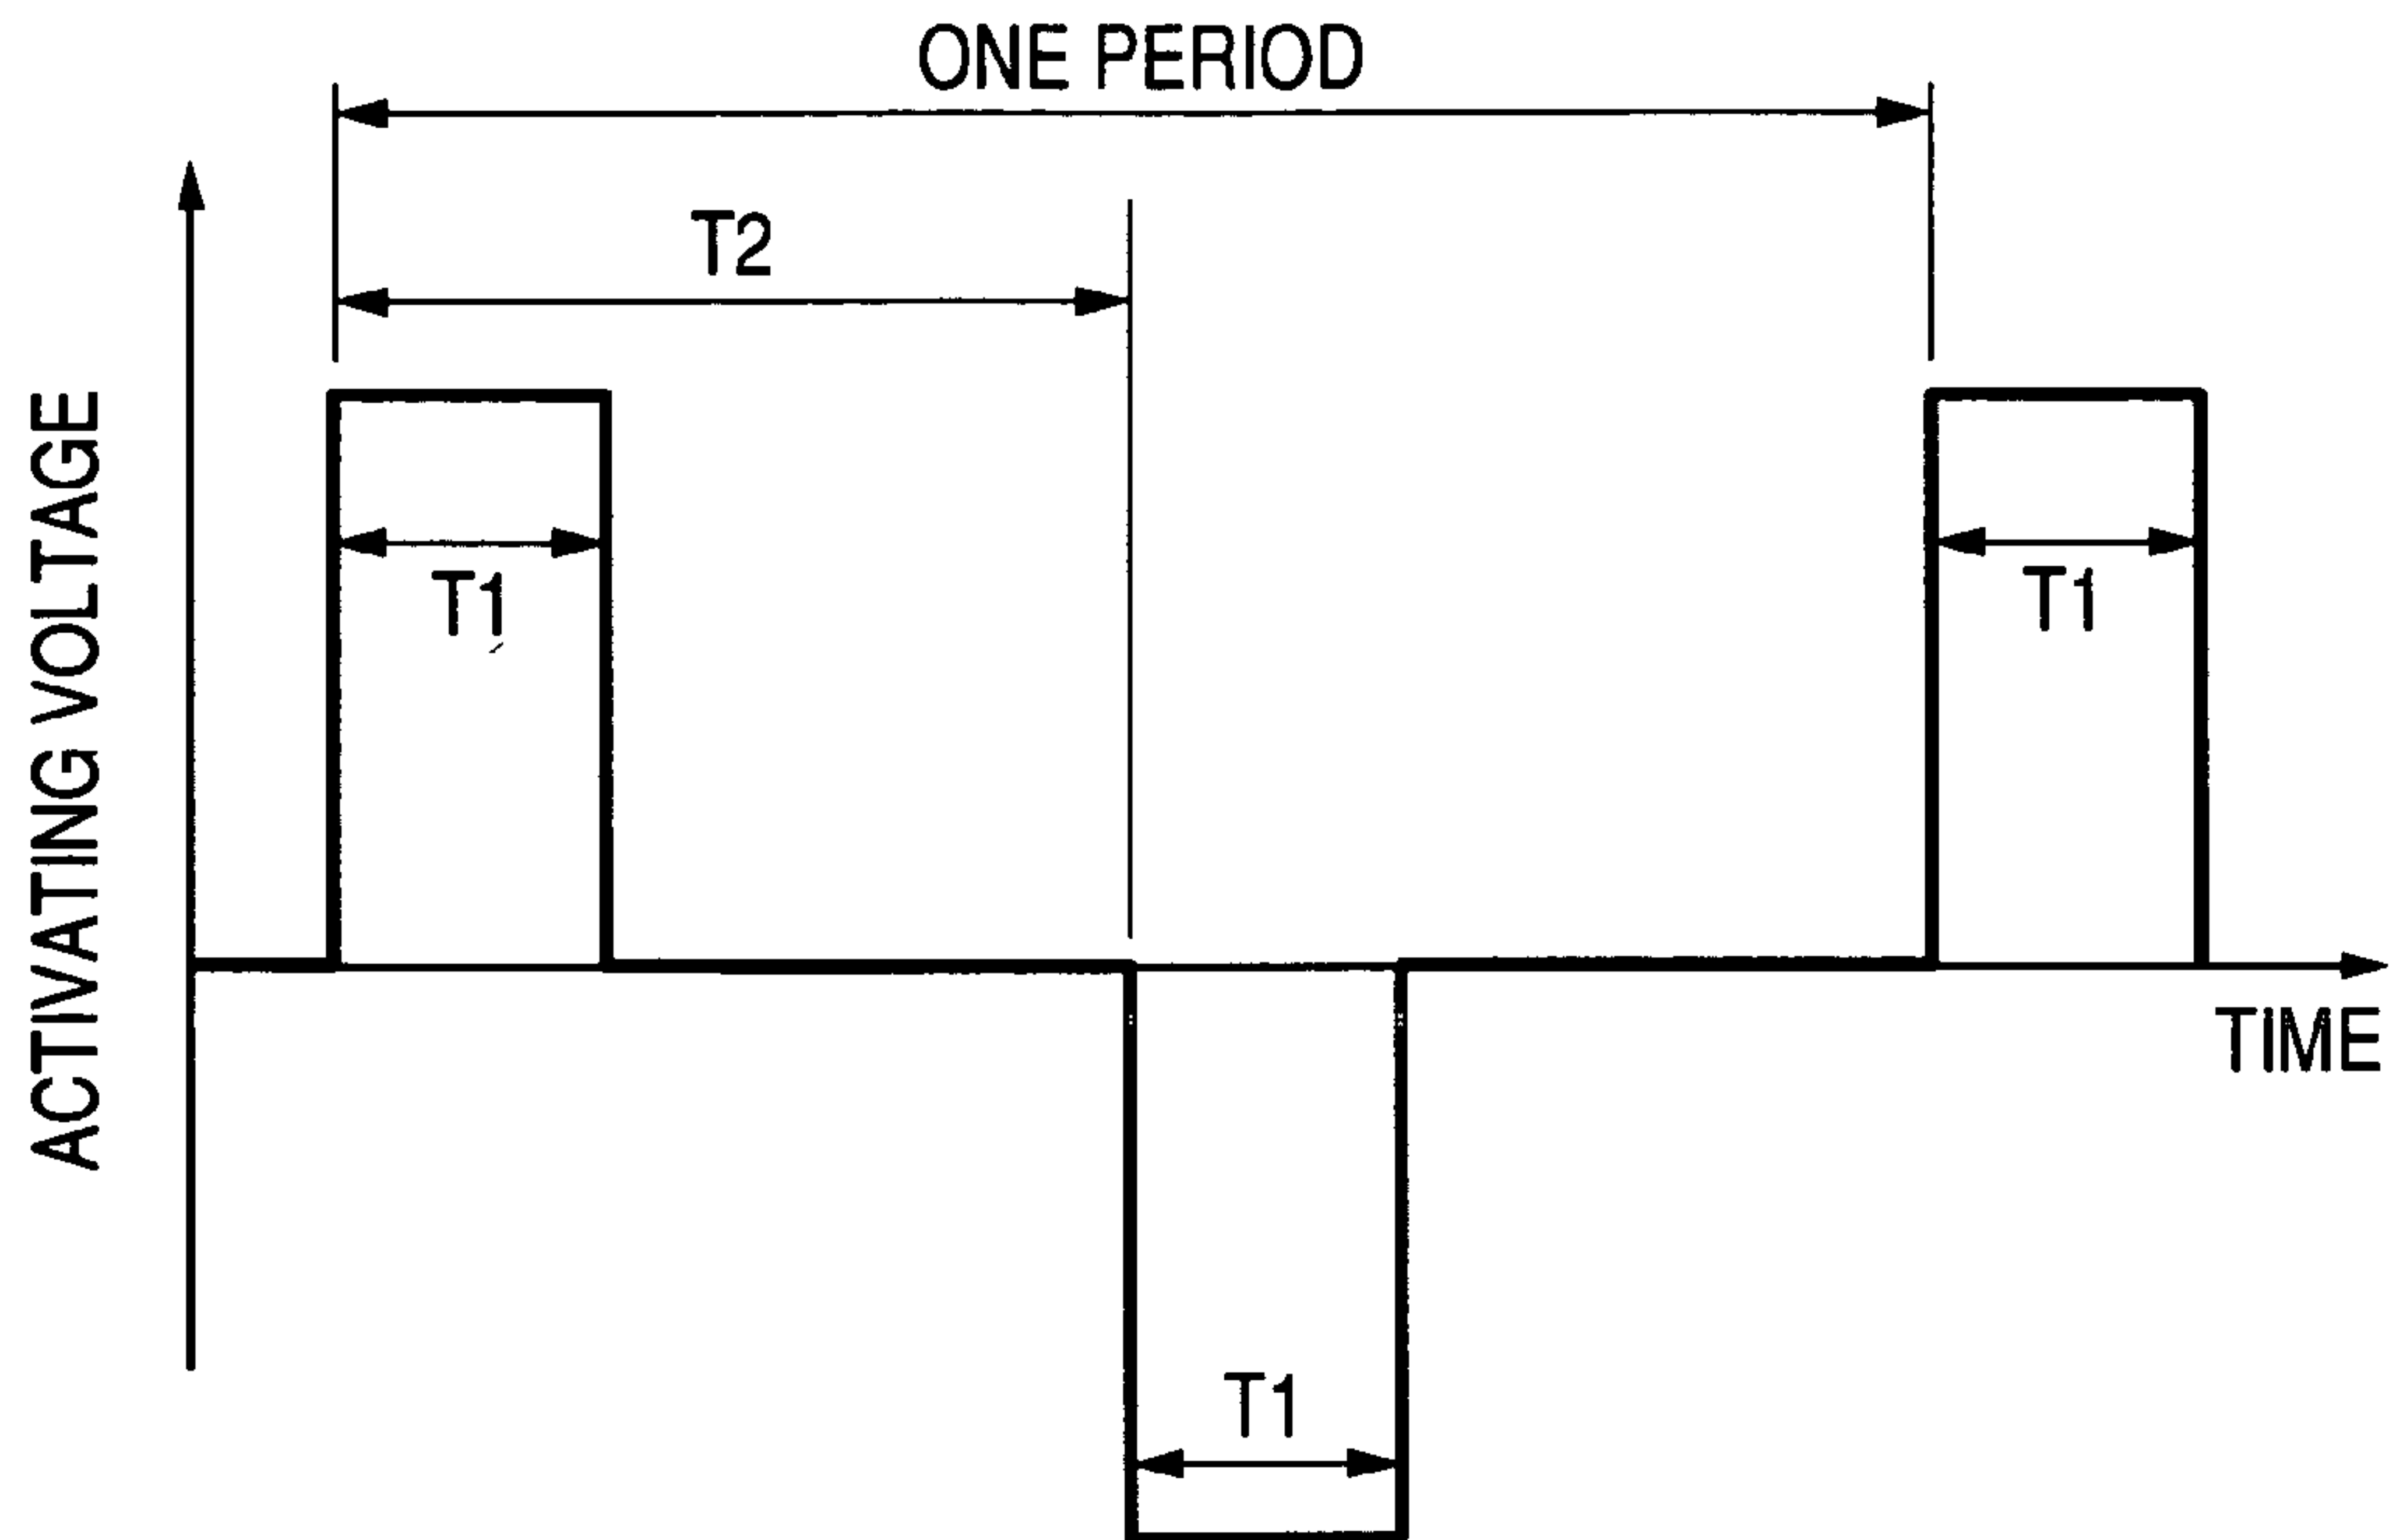 ONE PERIOD
T2
T1
T1
ACTIVATING VOLTAGE
TIME
T1